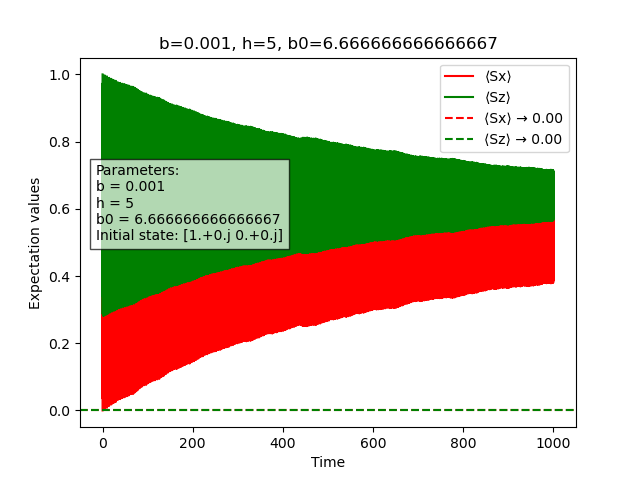 b=0.001, h=5, b0=6.666666666666667
⟨Sx⟩
⟨Sz⟩
⟨Sx⟩ → 0.00
⟨Sz⟩ → 0.00
Parameters:
b = 0.001
h = 5
b0 = 6.666666666666667
Initial state: [1.+0.j 0.+0.j]
Expectation values
1.0
0.8
0.6
0.4
0.2
0.0
0 200 400 600 800 1000
Time